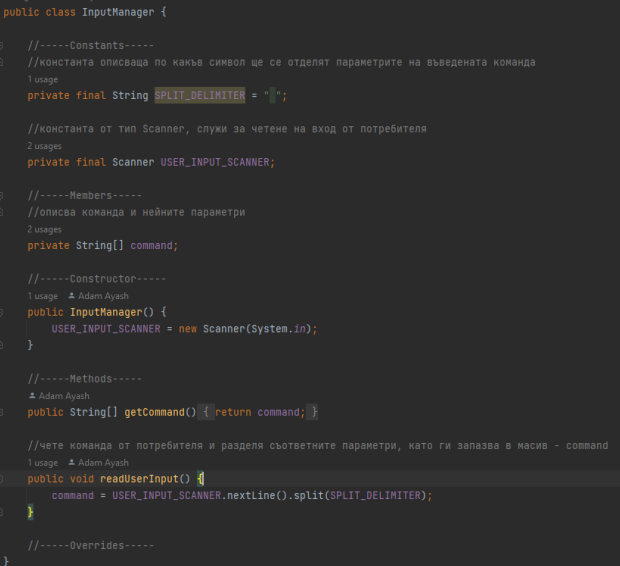 public class InputManager {
//-----Constants-----
//константа описваща по какъв символ ще се отделят параметрите на въведената команда
1 usage
private final String SPLIT_DELIMITER = " ";
//константа от тип Scanner, служи за четене на вход от потребителя
2 usages
private final Scanner USER_INPUT_SCANNER;
//-----Members-----
//описва команда и нейните параметри
2 usages
private String[] command;
//-----Constructor-----
1 usage Adam Ayash
public InputManager() {
USER_INPUT_SCANNER = new Scanner(System.in);
}
//-----Methods-----
Adam Ayash
public String[] getCommand() { return command; }
//чете команда от потребителя и разделя съответните параметри, като ги запазва в масив - command
1 usage Adam Ayash
public void readUserInput() {
command = USER_INPUT_SCANNER.nextLine().split(SPLIT_DELIMITER);
}
//-----Overrides-----
}